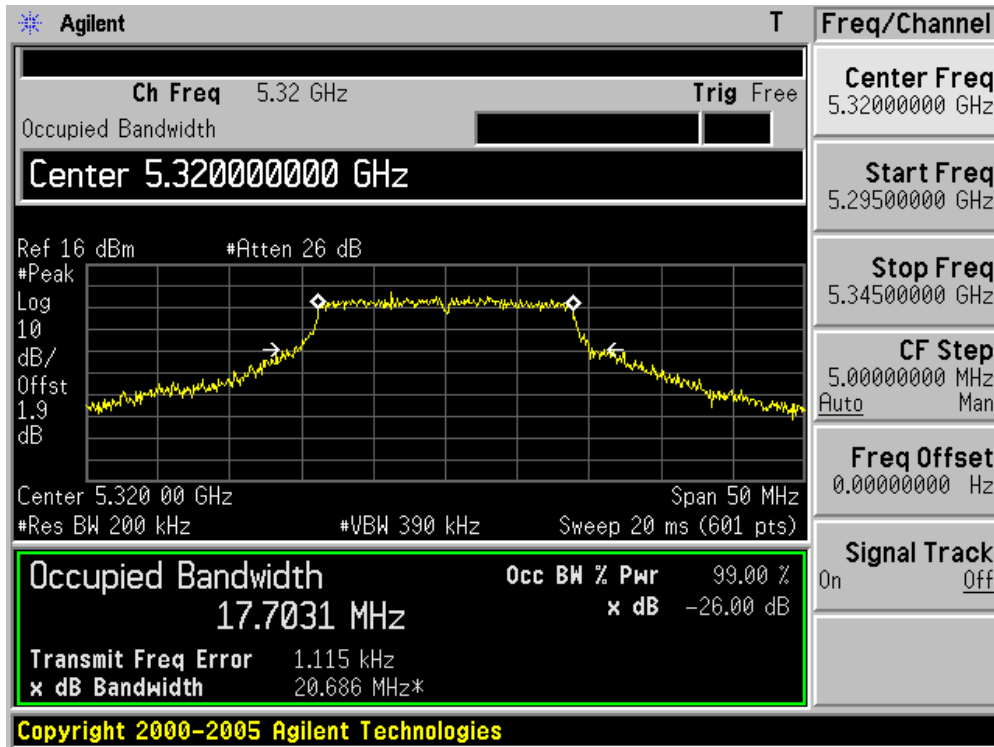 Agilent T
Ch Freq 5.32 GHz Trig Free
Occupied Bandwidth
Center 5.320000000 GHz
Ref 16 dBm #Atten 26 dB
#Peak
Log
10
dB/
Offst
1.9
dB
Center 5.320 00 GHz Span 50 MHz
#Res BW 200 kHz #VBW 390 kHz Sweep 20 ms (601 pts)
Occupied Bandwidth Occ BW % Pwr 99.00 %
17.7031 MHz x dB -26.00 dB
Transmit Freq Error 1.115 kHz
x dB Bandwidth 20.686 MHz*
Copyright 2000-2005 Agilent Technologies
Freq/Channel
Center Freq
5.32000000 GHz
Start Freq
5.29500000 GHz
Stop Freq
5.34500000 GHz
CF Step
5.00000000 MHz
Auto Man
Freq Offset
0.00000000 Hz
Signal Track
On Off